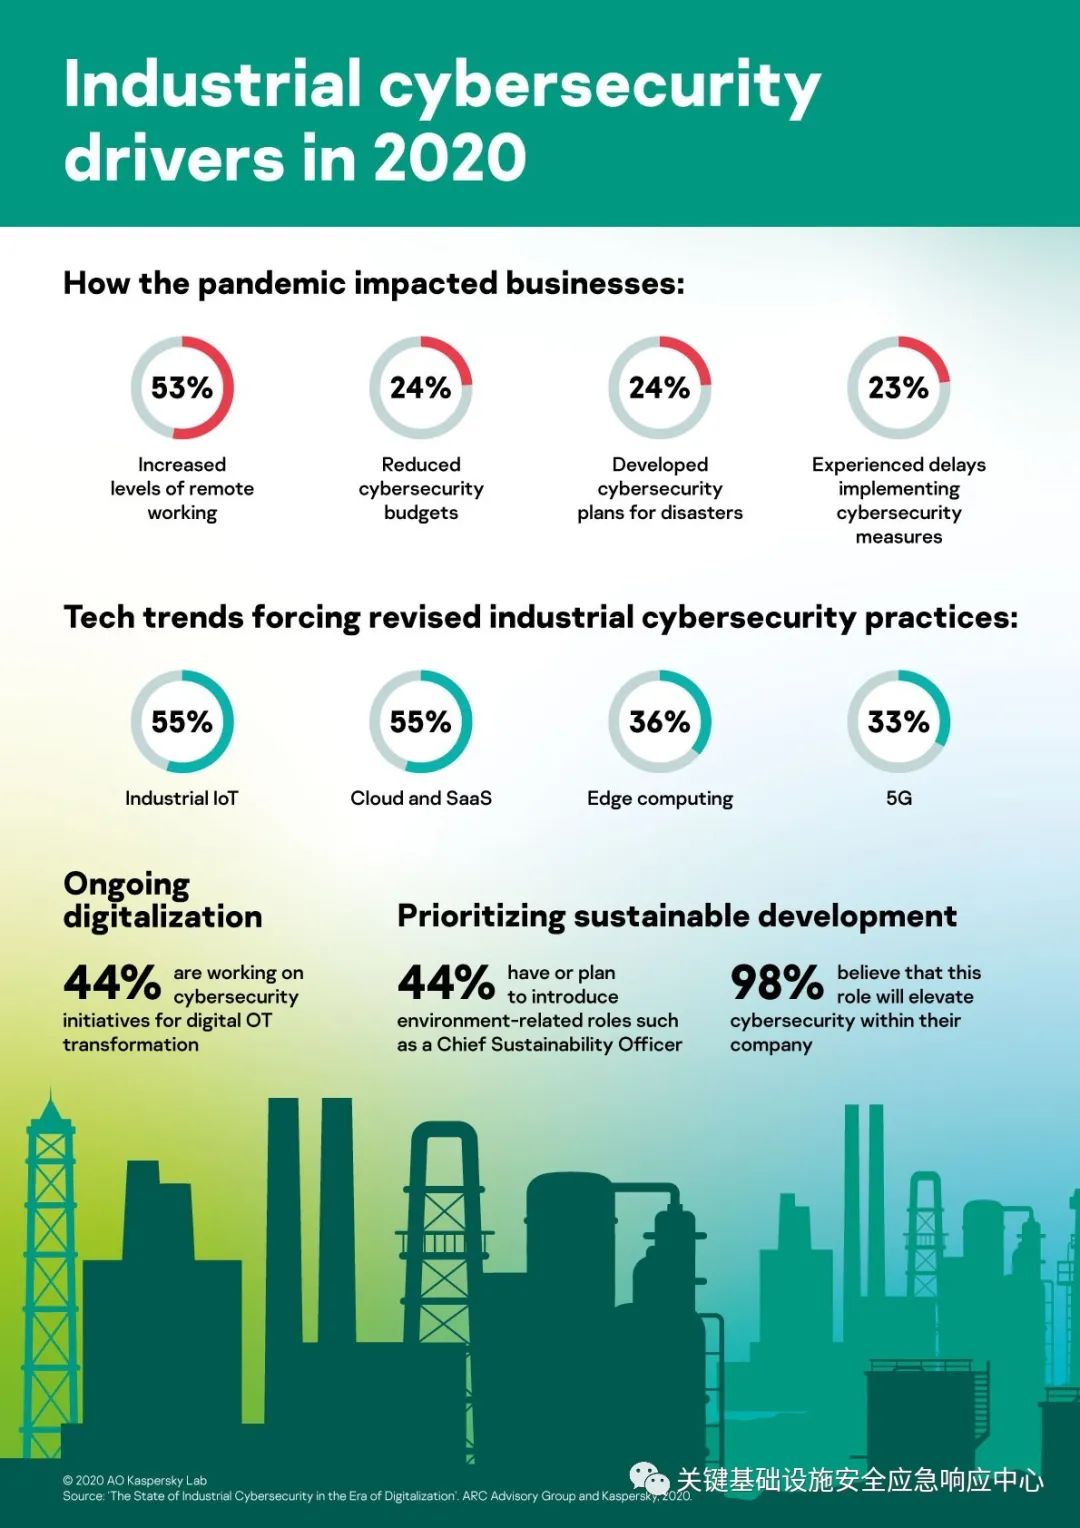 Industrial cybersecurity
drivers in 2020
How the pandemic impacted businesses:
53%
Increased
levels of remote
working
24%
Reduced
cybersecurity
budgets
24%
Developed
cybersecurity
plans for disasters
23%
Experienced delays
implementing
cybersecurity
measures
Tech trends forcing revised industrial cybersecurity practices:
55%
Industrial IoT
55%
Cloud and SaaS
36%
Edge computing
33%
5G
Ongoing
digitalization
44% are working on
cybersecurity
initiatives for digital OT
transformation
Prioritizing sustainable development
44% have or plan
to introduce
environment-related roles such
as a Chief Sustainability Officer
98% believe that this
role will elevate
cybersecurity within their
company
© 2020 AO Kaspersky Lab
Source: 'The State of Industrial Cybersecurity in the Era of Digitalization'. ARC Advisory Group and Kaspersky, 2020.
关键基础设施安全应急响应中心